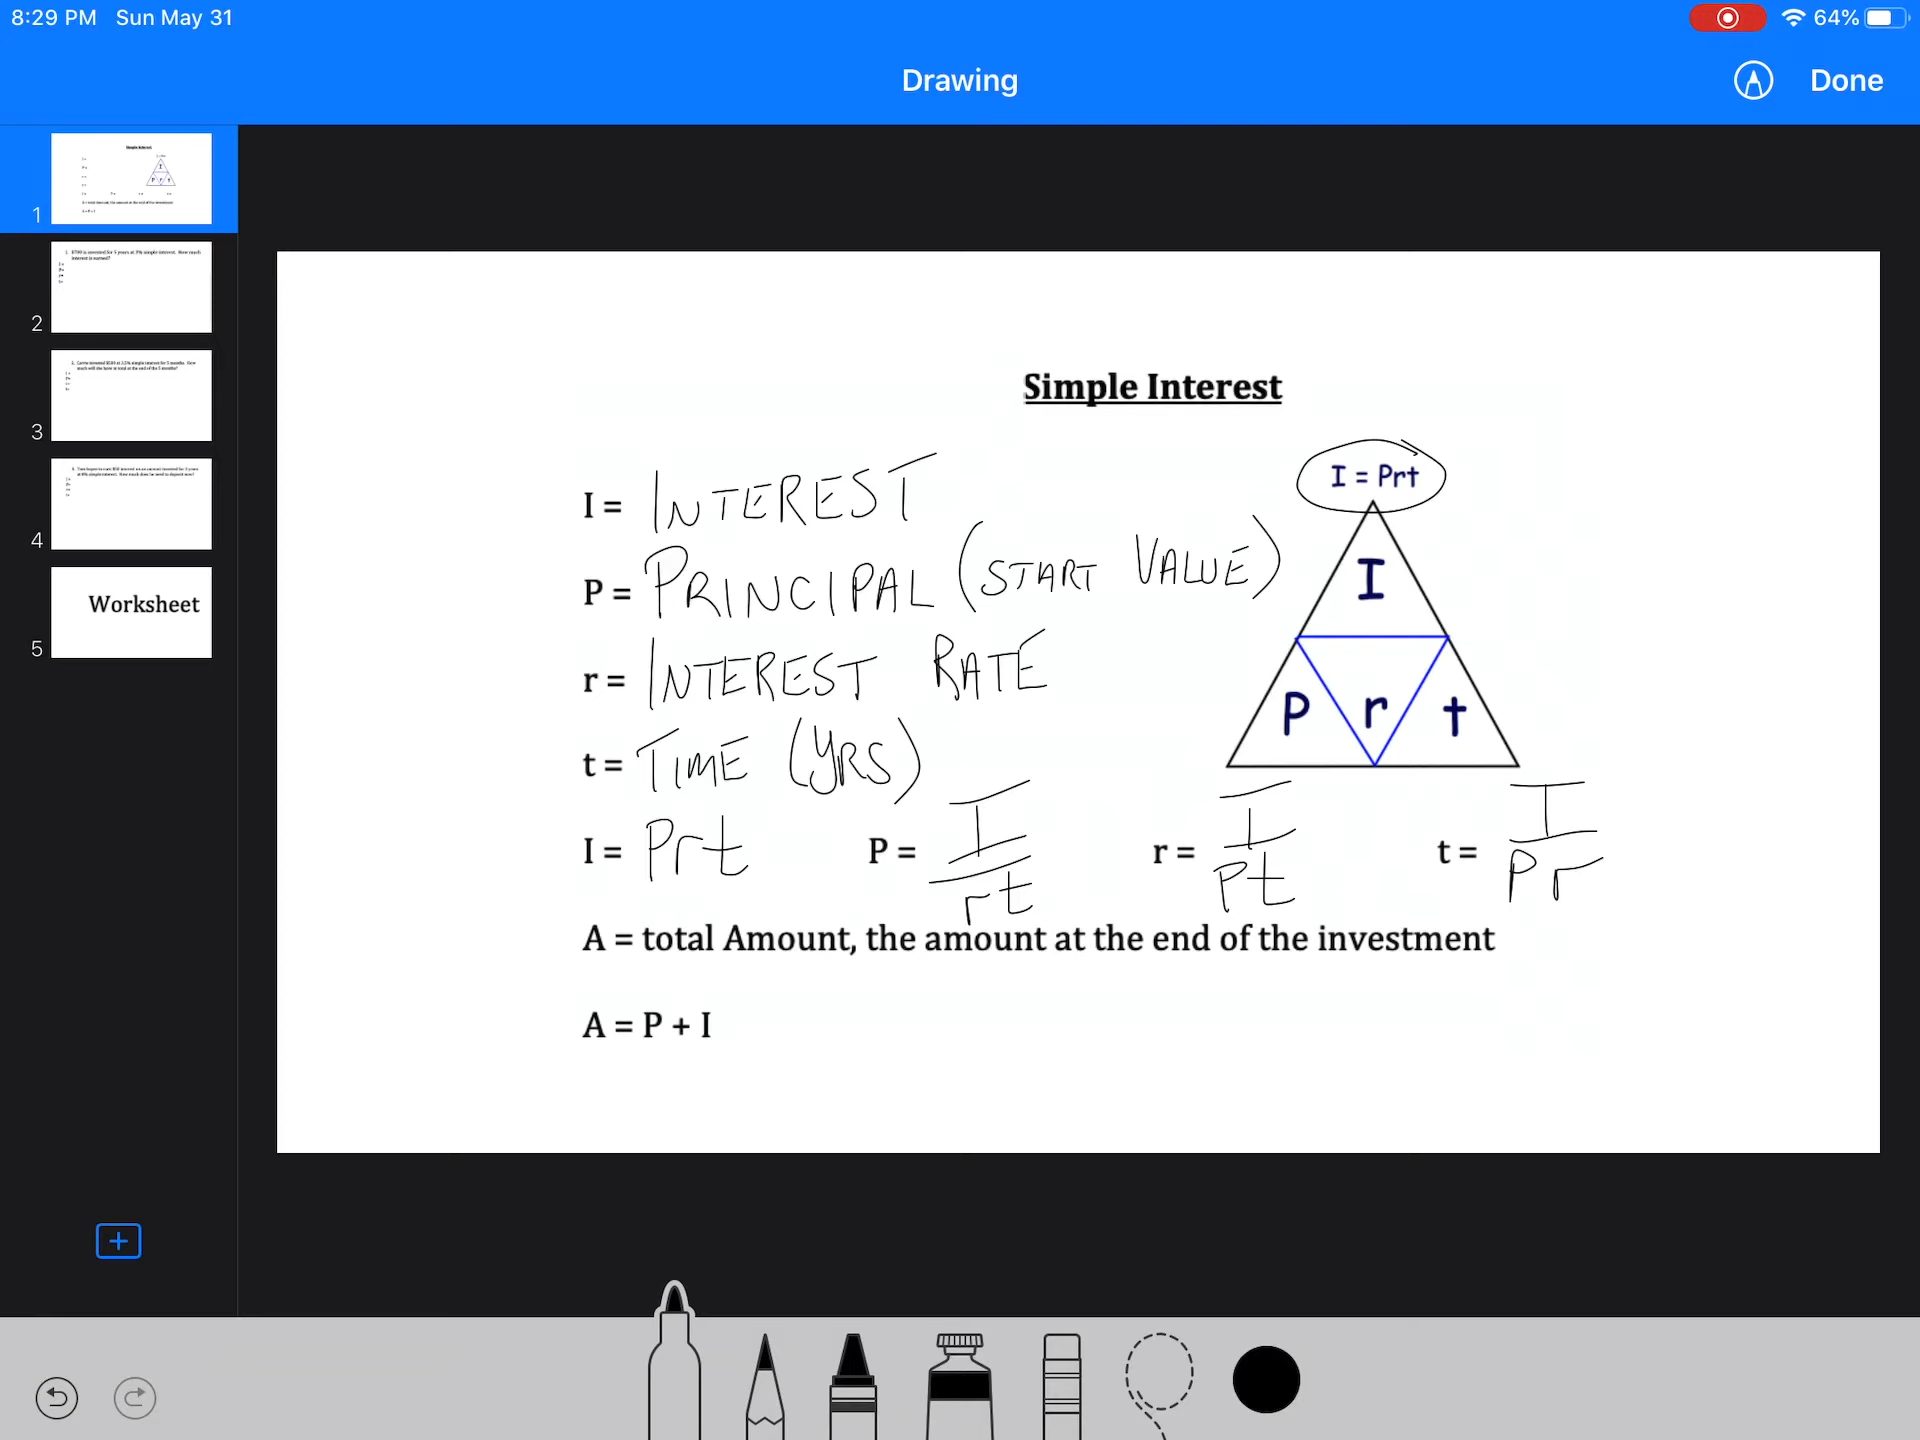 8:29 PM Sun May 31
64%
Drawing
Done
1
2
3
4
Worksheet
5
Simple Interest
I = INTEREST
I = Prt
P = PRINCIPAL (START VALUE)
I
r = INTEREST RATE
P r t
t = TIME (YRS)
I = Prt P = I/rt r = I/Pt t = I/Pr
A = total Amount, the amount at the end of the investment
A = P + I